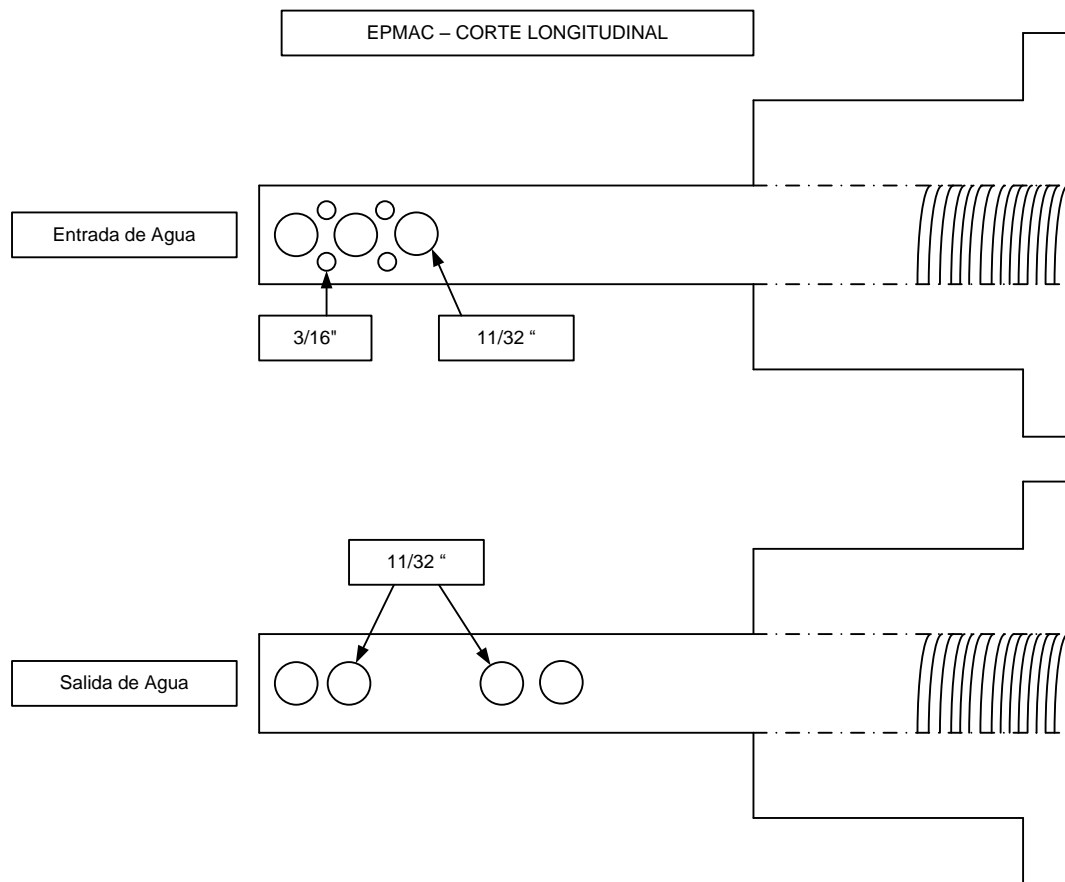 EPMAC – CORTE LONGITUDINAL
Entrada de Agua
3/16"
11/32 “
11/32 “
Salida de Agua